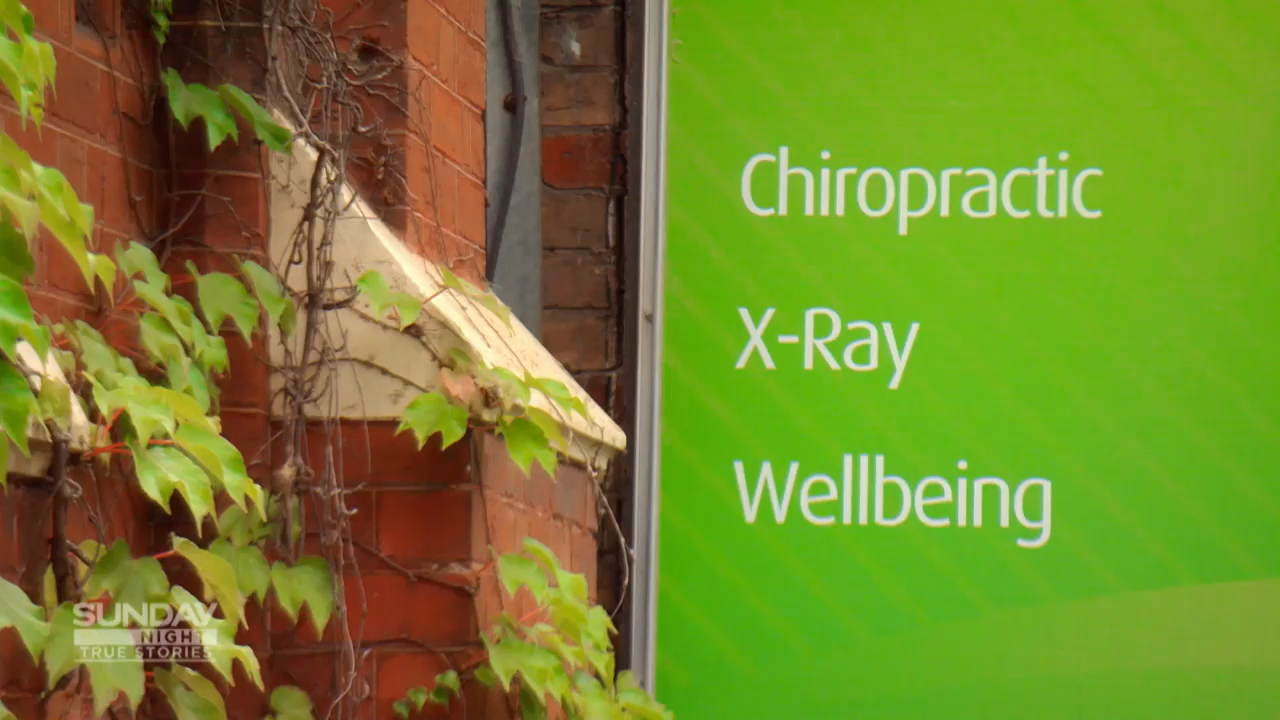 Chiropractic
X-Ray
Wellbeing
SUNDAY
NIGHT
TRUE STORIES